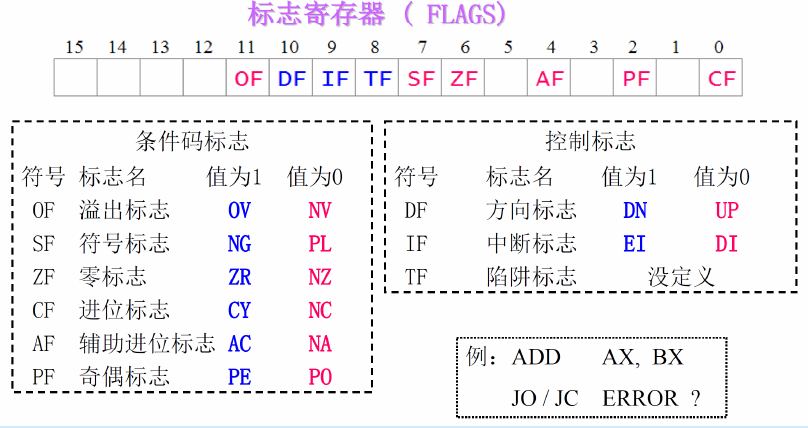 标志寄存器 ( FLAGS)
15 14 13 12 11 10 9 8 7 6 5 4 3 2 1 0
OF DF IF TF SF ZF AF PF CF
条件码标志
符号 标志名 值为1 值为0
OF 溢出标志 OV NV
SF 符号标志 NG PL
ZF 零标志 ZR NZ
CF 进位标志 CY NC
AF 辅助进位标志 AC NA
PF 奇偶标志 PE PO
控制标志
符号 标志名 值为1 值为0
DF 方向标志 DN UP
IF 中断标志 EI DI
TF 陷阱标志 没定义
例：ADD AX, BX
JO / JC ERROR ?